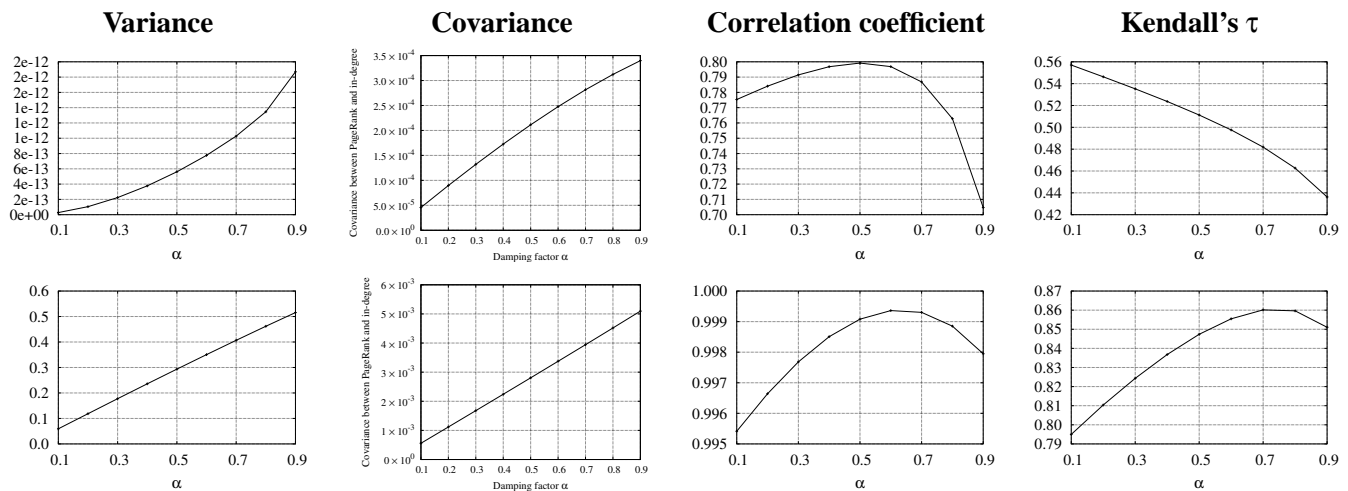 Variance
Covariance
Correlation coefficient
Kendall's τ
2e-12
2e-12
1e-12
1e-12
1e-12
8e-13
6e-13
4e-13
2e-13
0e+00
0.1 0.3 0.5 0.7 0.9
α
Covariance between PageRank and in-degree
3.5 × 10⁻⁴
3.0 × 10⁻⁴
2.5 × 10⁻⁴
2.0 × 10⁻⁴
1.5 × 10⁻⁴
1.0 × 10⁻⁴
5.0 × 10⁻⁵
0.0 × 10⁰
0.1 0.2 0.3 0.4 0.5 0.6 0.7 0.8 0.9
Damping factor α
0.80
0.79
0.78
0.77
0.76
0.75
0.74
0.73
0.72
0.71
0.70
0.1 0.3 0.5 0.7 0.9
α
0.56
0.54
0.52
0.50
0.48
0.46
0.44
0.42
0.1 0.3 0.5 0.7 0.9
α
0.6
0.5
0.4
0.3
0.2
0.1
0.0
0.1 0.3 0.5 0.7 0.9
α
Covariance between PageRank and in-degree
6 × 10⁻³
5 × 10⁻³
4 × 10⁻³
3 × 10⁻³
2 × 10⁻³
1 × 10⁻³
0 × 10⁰
0.1 0.2 0.3 0.4 0.5 0.6 0.7 0.8 0.9
Damping factor α
1.000
0.999
0.998
0.997
0.996
0.995
0.1 0.3 0.5 0.7 0.9
α
0.87
0.86
0.85
0.84
0.83
0.82
0.81
0.80
0.79
0.1 0.3 0.5 0.7 0.9
α